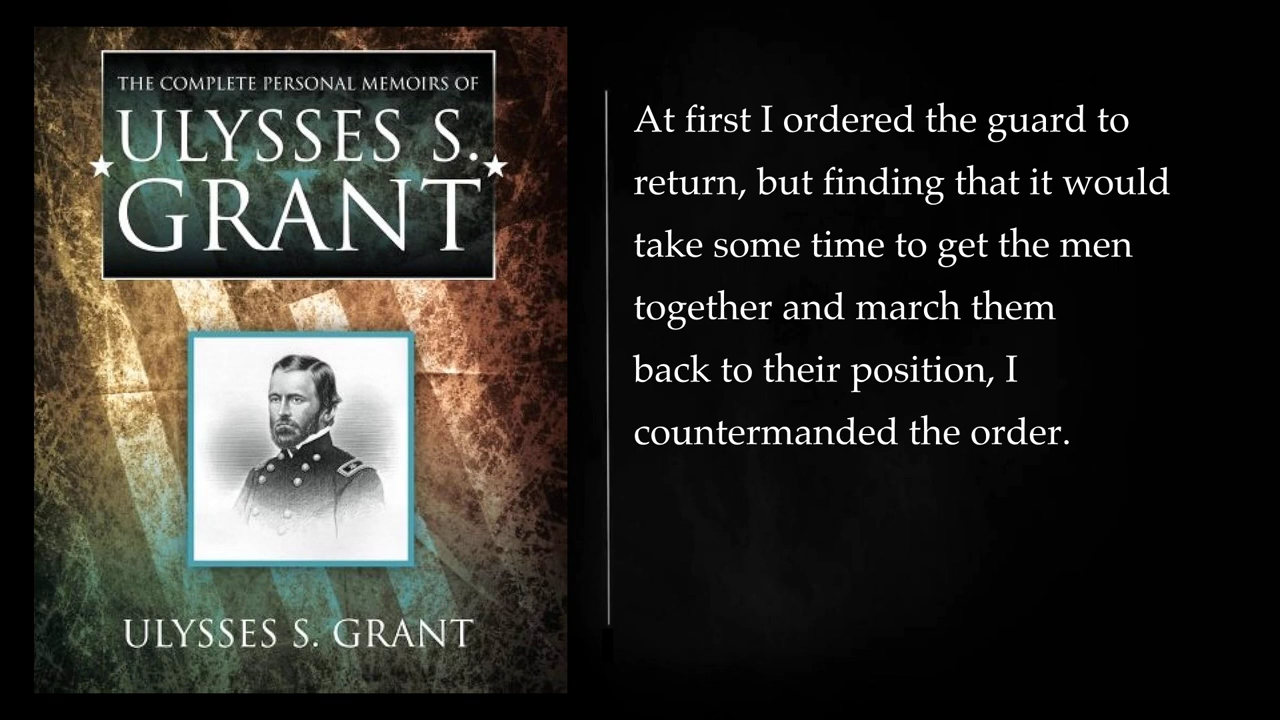 THE COMPLETE PERSONAL MEMOIRS OF
ULYSSES S.
GRANT
ULYSSES S. GRANT
At first I ordered the guard to
return, but finding that it would
take some time to get the men
together and march them
back to their position, I
countermanded the order.